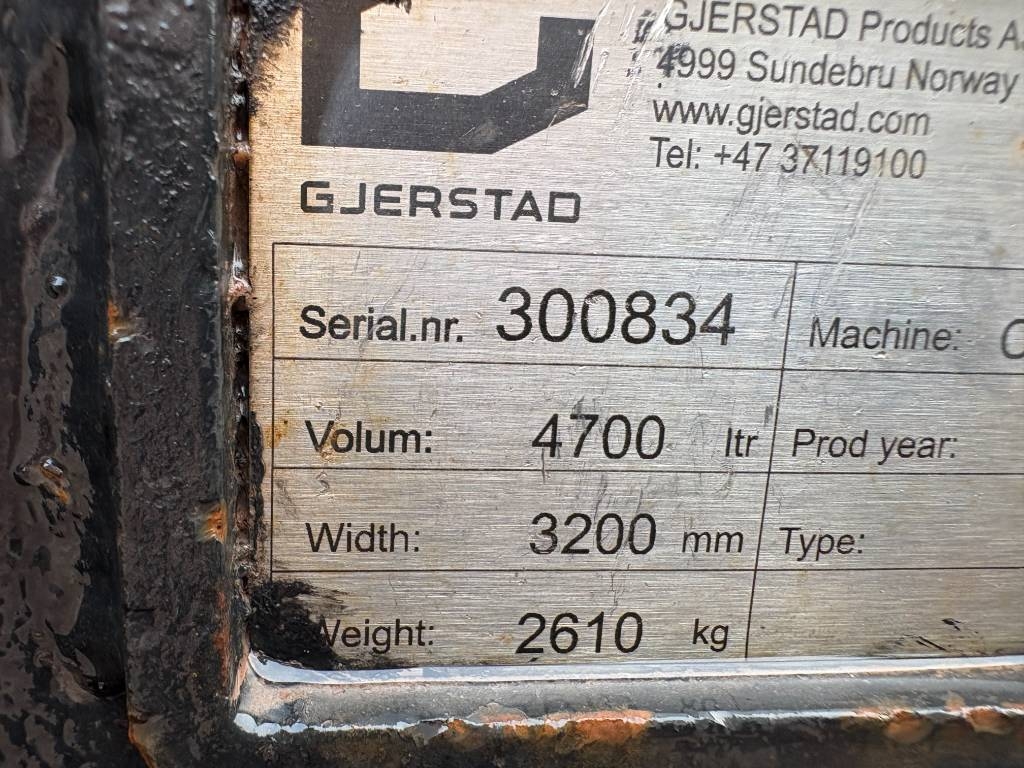 GJERSTAD Products A
4999 Sundebru Norway
www.gjerstad.com
Tel: +47 37119100
GJERSTAD
Serial.nr. 300834 Machine:
Volum: 4700 ltr Prod year:
Width: 3200 mm Type:
Weight: 2610 kg